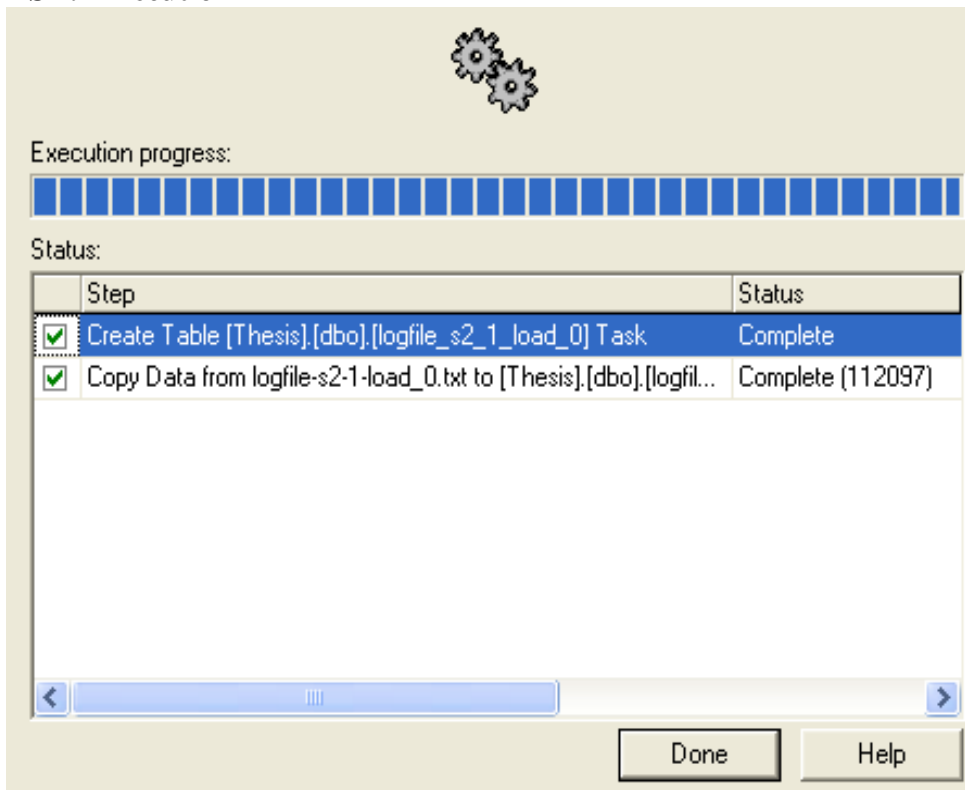 Execution progress:
Status:
Step Status
Create Table [Thesis].[dbo].[logfile_s2_1_load_0] Task Complete
Copy Data from logfile-s2-1-load_0.txt to [Thesis].[dbo].[logfil... Complete (112097)
Done Help